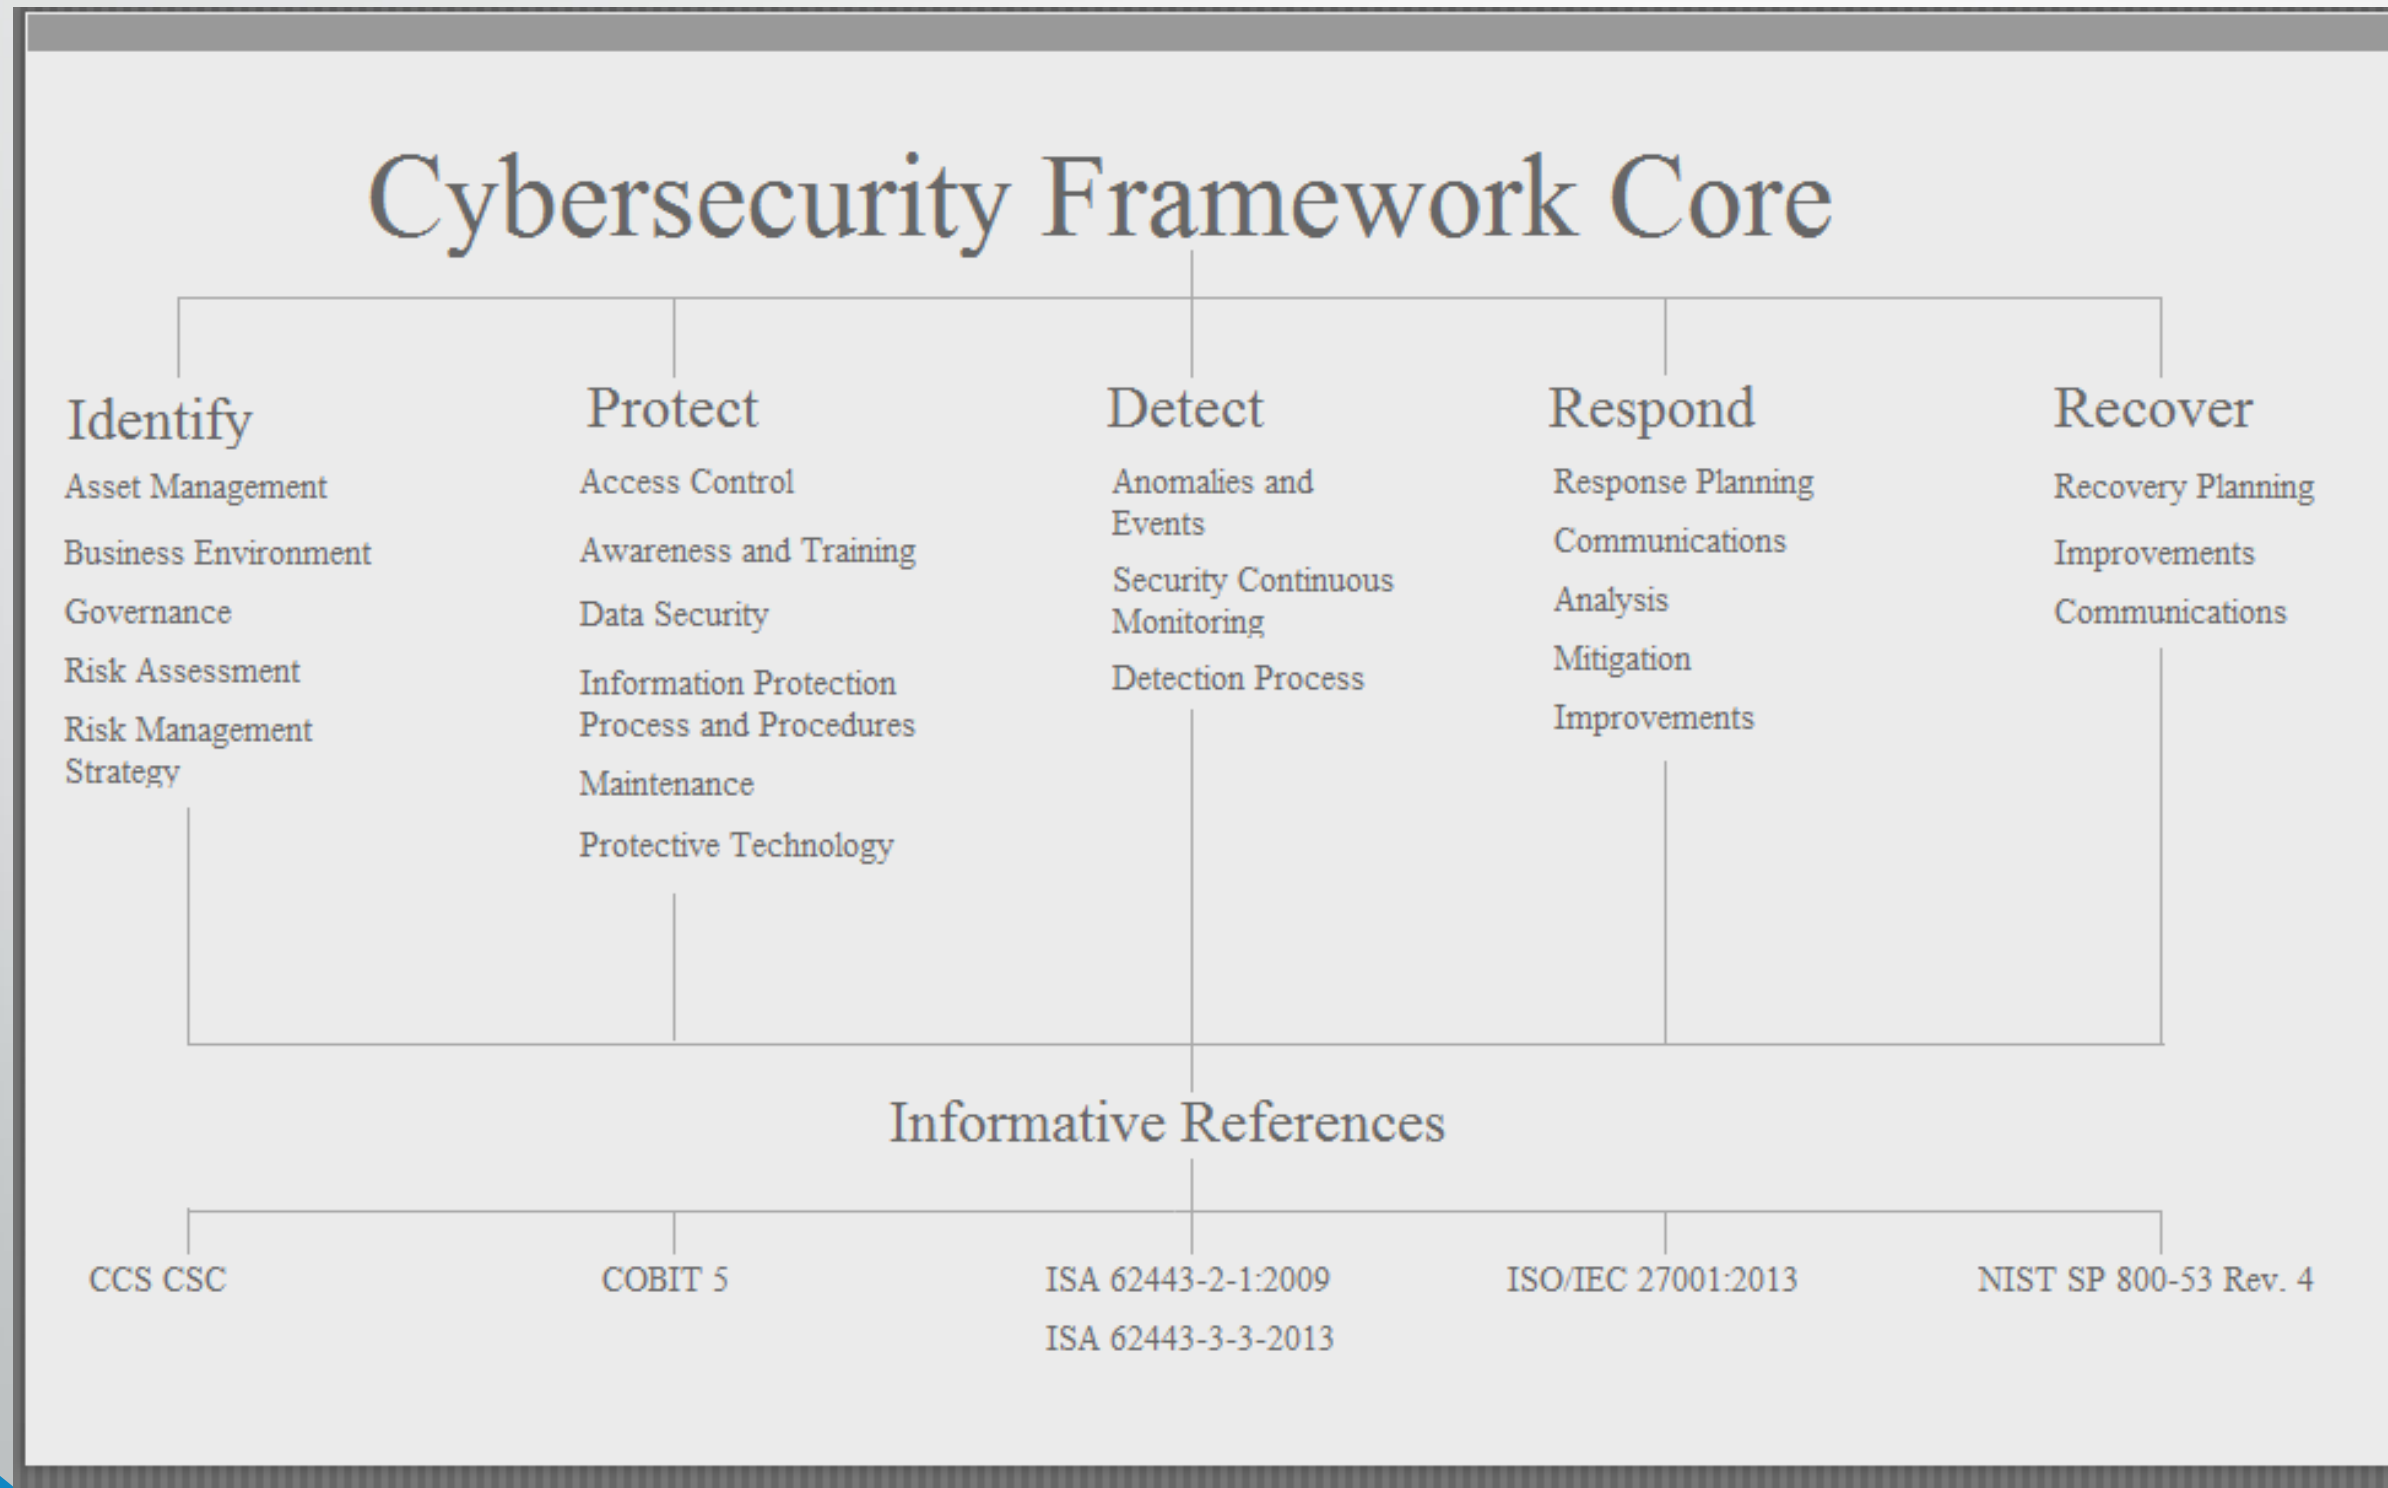 Cybersecurity Framework Core
Identify
Asset Management
Business Environment
Governance
Risk Assessment
Risk Management
Strategy
Protect
Access Control
Awareness and Training
Data Security
Information Protection
Process and Procedures
Maintenance
Protective Technology
Detect
Anomalies and
Events
Security Continuous
Monitoring
Detection Process
Respond
Response Planning
Communications
Analysis
Mitigation
Improvements
Recover
Recovery Planning
Improvements
Communications
Informative References
CCS CSC
COBIT 5
ISA 62443-2-1:2009
ISA 62443-3-3-2013
ISO/IEC 27001:2013
NIST SP 800-53 Rev. 4